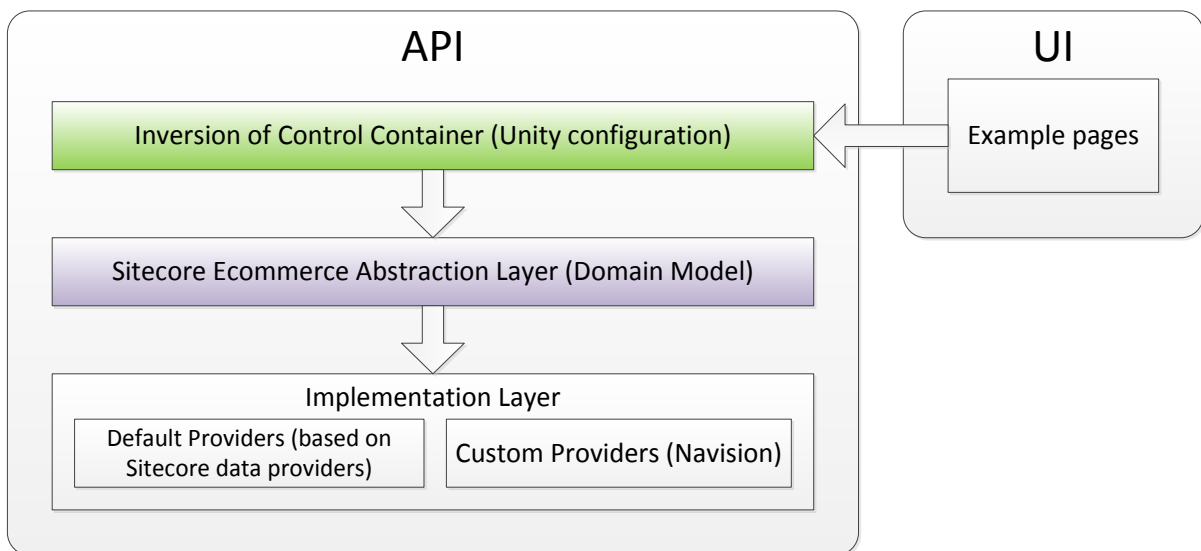 API
UI
Inversion of Control Container (Unity configuration)
Example pages
Sitecore Ecommerce Abstraction Layer (Domain Model)
Implementation Layer
Default Providers (based on
Sitecore data providers)
Custom Providers (Navision)